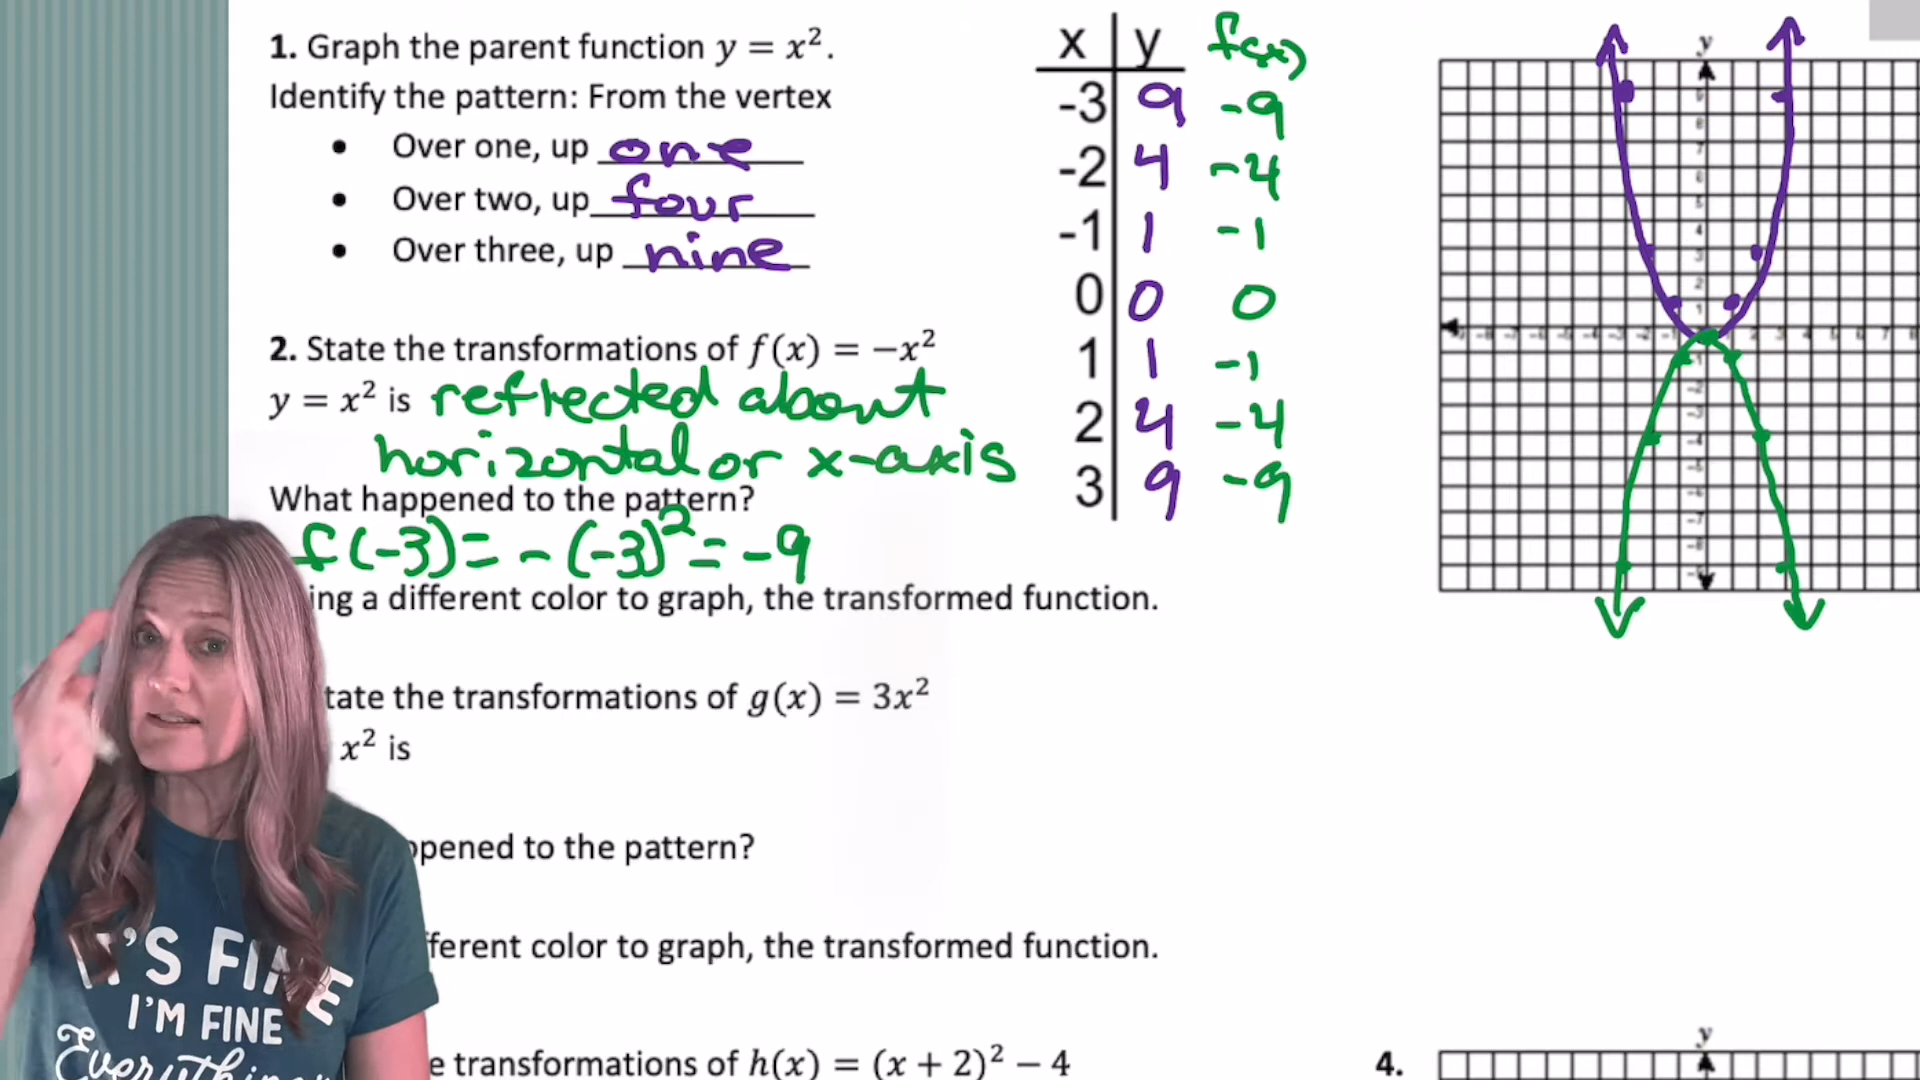 1. Graph the parent function y = x².
Identify the pattern: From the vertex
• Over one, up one
• Over two, up four
• Over three, up nine
2. State the transformations of f(x) = −x²
y = x² is reflected about
horizontal or x-axis
What happened to the pattern?
f(-3) = -(-3)² = -9
ing a different color to graph, the transformed function.
tate the transformations of g(x) = 3x²
x² is
pened to the pattern?
ferent color to graph, the transformed function.
e transformations of h(x) = (x + 2)² − 4
x y f(x)
-3 9 -9
-2 4 -4
-1 1 -1
0 0 0
1 1 -1
2 4 -4
3 9 -9
y
4.
y
IT'S FINE
I'M FINE
Everything